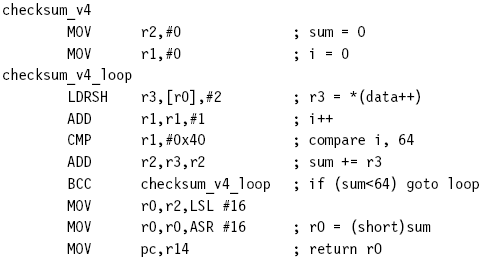 checksum_v4
MOV r2,#0 ; sum = 0
MOV r1,#0 ; i = 0
checksum_v4_loop
LDRSH r3,[r0],#2 ; r3 = *(data++)
ADD r1,r1,#1 ; i++
CMP r1,#0x40 ; compare i, 64
ADD r2,r3,r2 ; sum += r3
BCC checksum_v4_loop ; if (sum<64) goto loop
MOV r0,r2,LSL #16
MOV r0,r0,ASR #16 ; r0 = (short)sum
MOV pc,r14 ; return r0